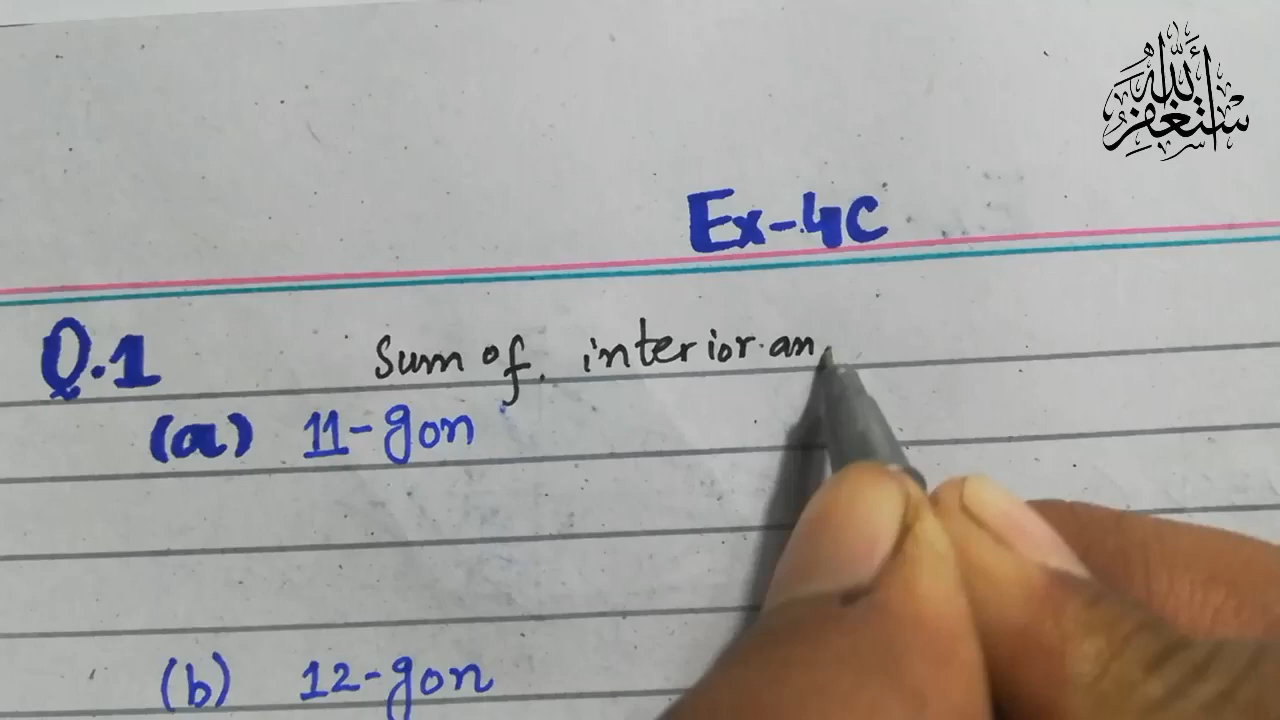 أستغفر الله
Ex-4C
Q.1 Sum of interior an
(a) 11-gon
(b) 12-gon